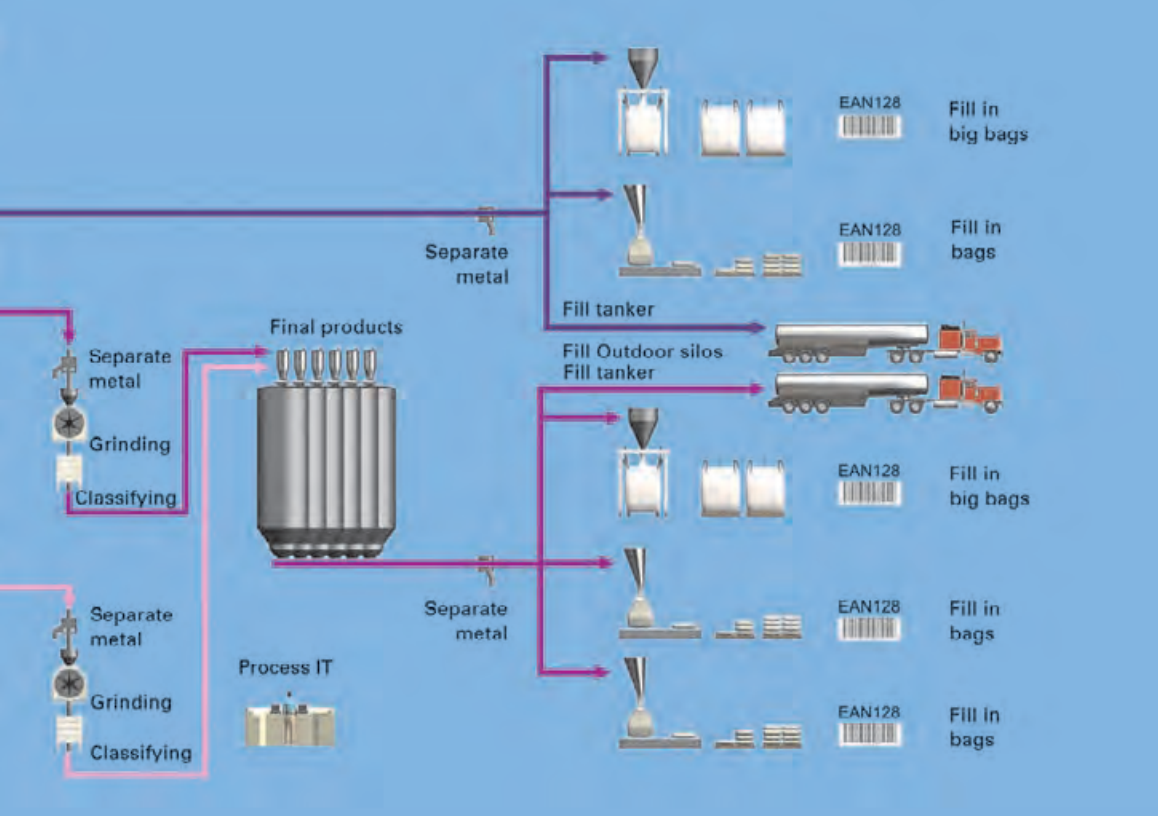 EAN128
Fill in
big bags
EAN128
Fill in
bags
Separate
metal
Fill tanker
Final products
Fill Outdoor silos
Fill tanker
Separate
metal
Grinding
Classifying
EAN128
Fill in
big bags
Separate
metal
EAN128
Fill in
bags
Separate
metal
Process IT
Grinding
Classifying
EAN128
Fill in
bags